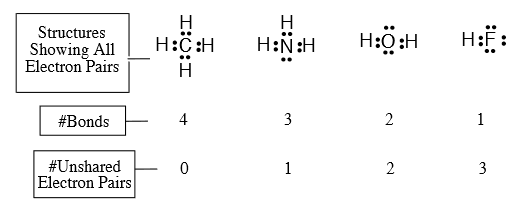 Structures
Showing All
Electron Pairs
H
H:C:H
H
H
H:N:H
H:O:H
H:F:
#Bonds 4 3 2 1
#Unshared
Electron Pairs
0 1 2 3